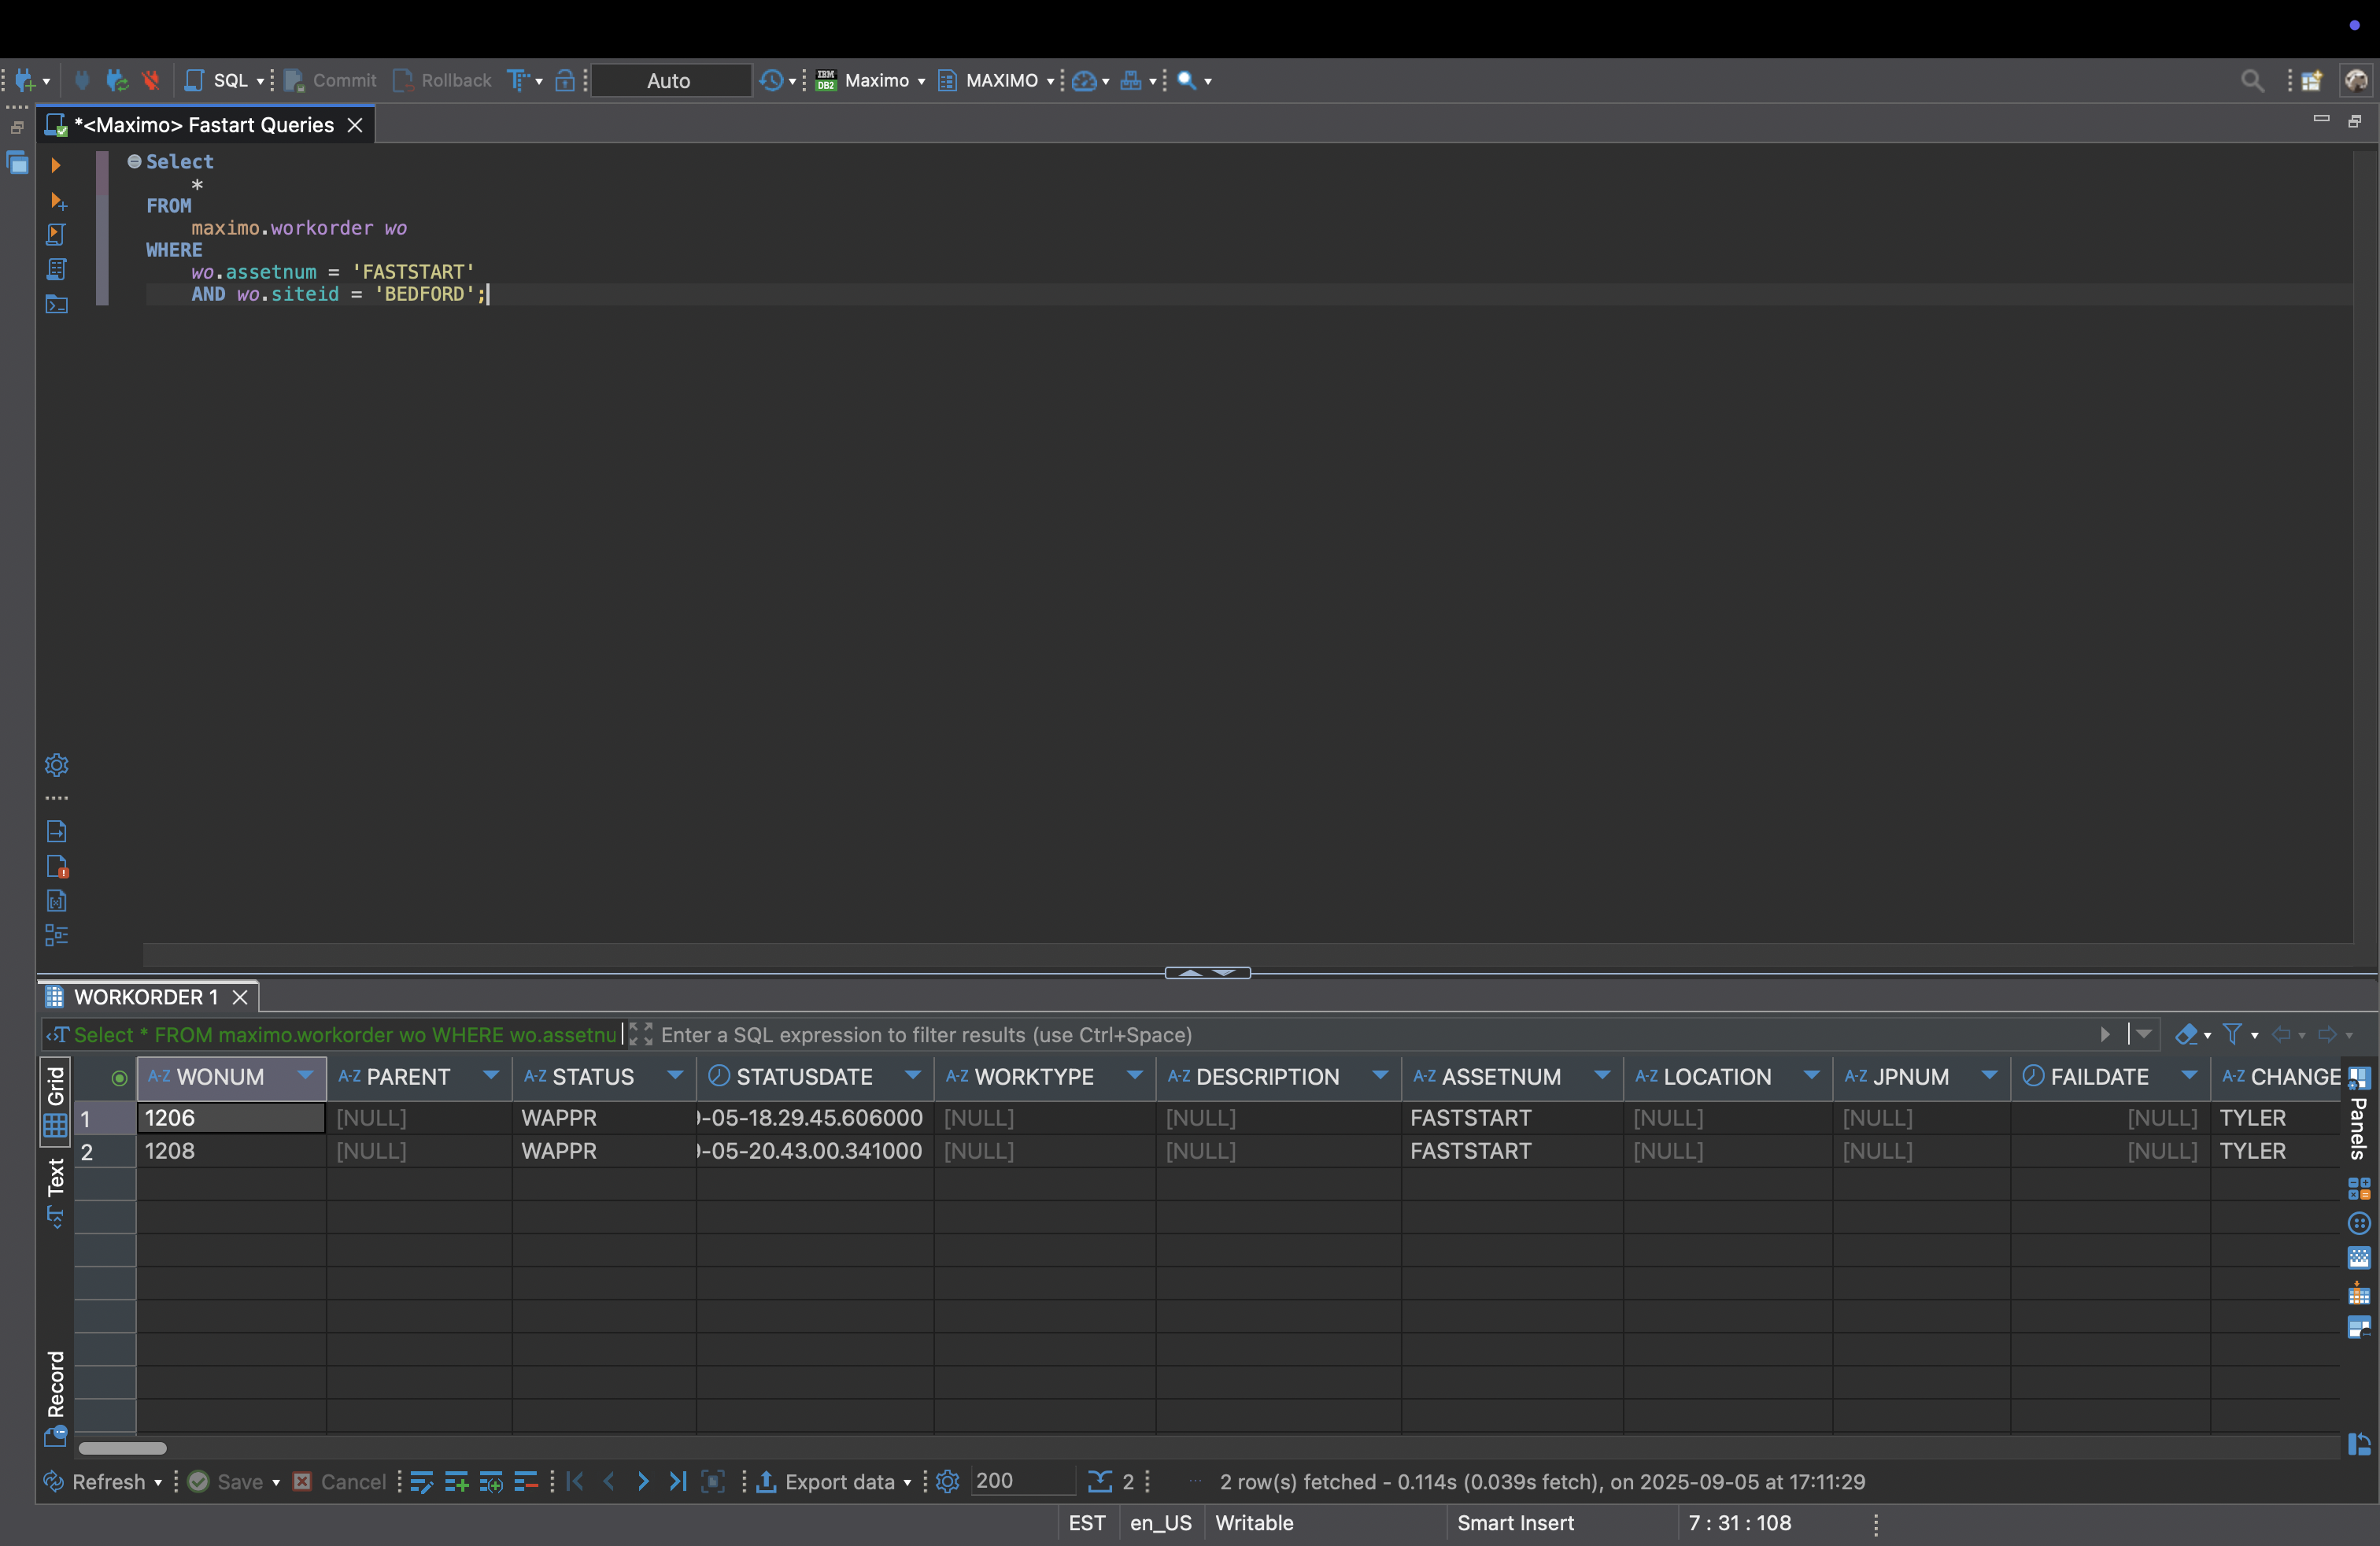 SQL Commit Rollback Auto IBM DB2 Maximo MAXIMO
*<Maximo> Fastart Queries
Select
*
FROM
maximo.workorder wo
WHERE
wo.assetnum = 'FASTSTART'
AND wo.siteid = 'BEDFORD';
WORKORDER 1
Select * FROM maximo.workorder wo WHERE wo.assetnu Enter a SQL expression to filter results (use Ctrl+Space)
Grid
Text
Record
A-Z WONUM A-Z PARENT A-Z STATUS STATUSDATE A-Z WORKTYPE A-Z DESCRIPTION A-Z ASSETNUM A-Z LOCATION A-Z JPNUM FAILDATE A-Z CHANGE
1 1206 [NULL] WAPPR -05-18.29.45.606000 [NULL] [NULL] FASTSTART [NULL] [NULL] [NULL] TYLER
2 1208 [NULL] WAPPR -05-20.43.00.341000 [NULL] [NULL] FASTSTART [NULL] [NULL] [NULL] TYLER
Panels
Refresh Save Cancel Export data 200 2 ... 2 row(s) fetched - 0.114s (0.039s fetch), on 2025-09-05 at 17:11:29
EST en_US Writable Smart Insert 7 : 31 : 108